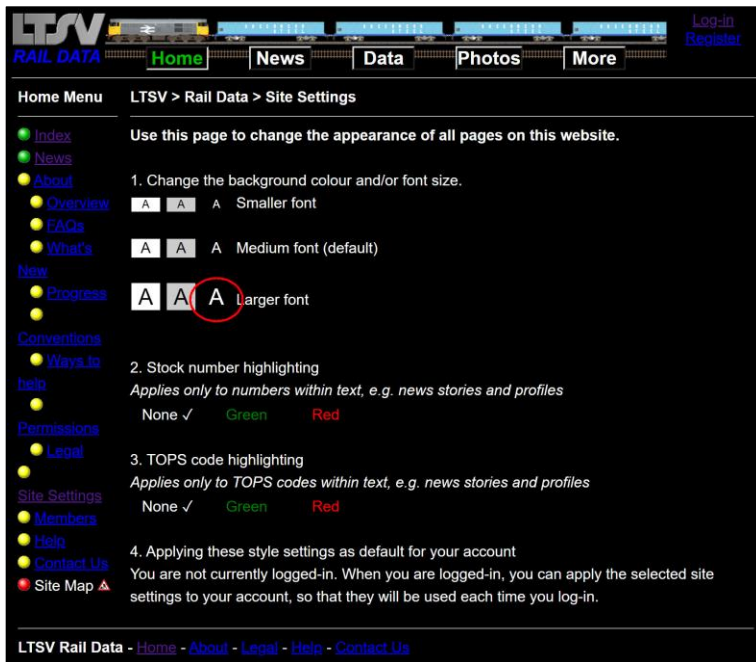 LTSV
RAIL DATA
Log-in
Register
Home News Data Photos More
Home Menu
Index
News
About
Overview
FAQs
What's
New
Progress
Conventions
Ways to
help
Permissions
Legal
Site Settings
Members
Help
Contact Us
Site Map
LTSV > Rail Data > Site Settings
Use this page to change the appearance of all pages on this website.
1. Change the background colour and/or font size.
A A A Smaller font
A A A Medium font (default)
A A A Larger font
2. Stock number highlighting
Applies only to numbers within text, e.g. news stories and profiles
None ✓ Green Red
3. TOPS code highlighting
Applies only to TOPS codes within text, e.g. news stories and profiles
None ✓ Green Red
4. Applying these style settings as default for your account
You are not currently logged-in. When you are logged-in, you can apply the selected site
settings to your account, so that they will be used each time you log-in.
LTSV Rail Data - Home - About - Legal - Help - Contact Us